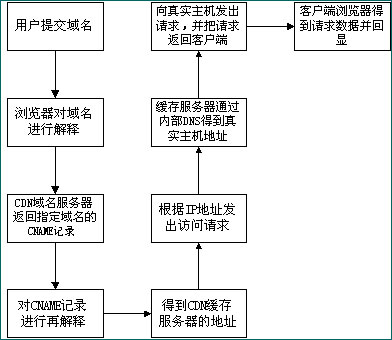 用户提交域名
浏览器对域名
进行解释
CDN域名服务器
返回指定域名的
CNAME记录
对CNAME记录
进行再解释
得到CDN缓存
服务器的地址
根据IP地址发
出访问请求
缓存服务器通过
内部DNS得到真
实主机地址
向真实主机发出
请求，并把请求
返回客户端
客户端浏览器得
到请求数据并回
显